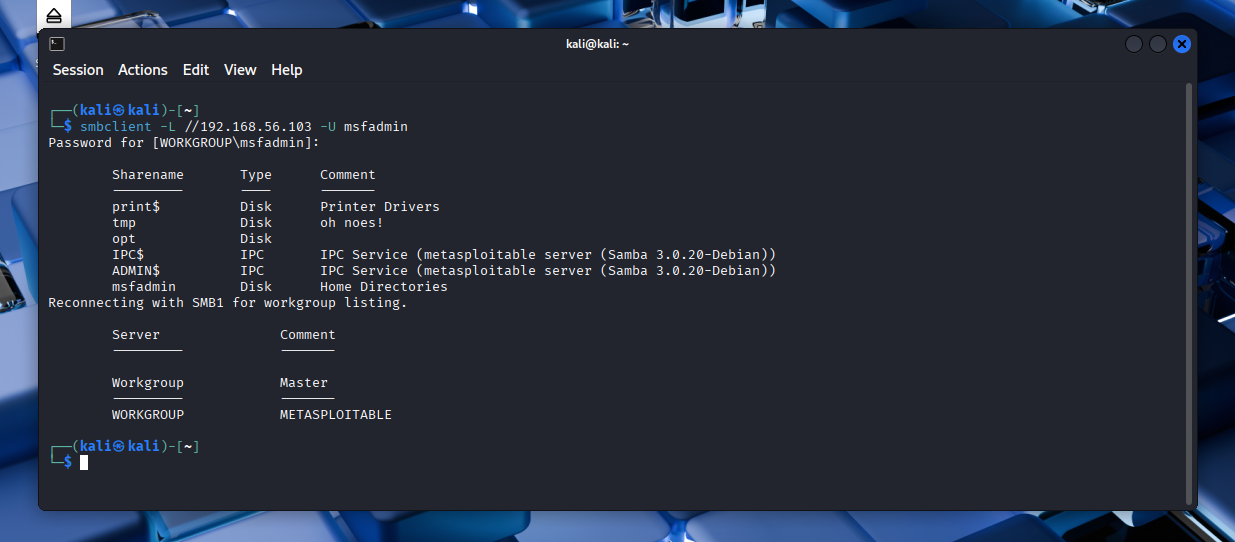 kali@kali: ~
Session Actions Edit View Help
┌──(kali㉿kali)-[~]
└─$ smbclient -L //192.168.56.103 -U msfadmin
Password for [WORKGROUP\msfadmin]:
Sharename Type Comment
--------- ---- -------
print$ Disk Printer Drivers
tmp Disk oh noes!
opt Disk
IPC$ IPC IPC Service (metasploitable server (Samba 3.0.20-Debian))
ADMIN$ IPC IPC Service (metasploitable server (Samba 3.0.20-Debian))
msfadmin Disk Home Directories
Reconnecting with SMB1 for workgroup listing.
Server Comment
--------- -------
Workgroup Master
--------- -------
WORKGROUP METASPLOITABLE
┌──(kali㉿kali)-[~]
└─$